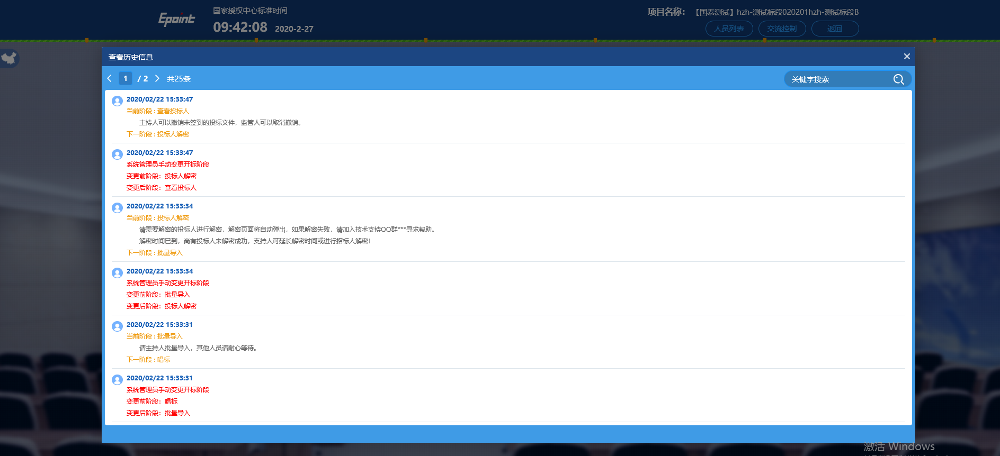 Epoint
国家授权中心标准时间
09:42:08 2020-2-27
项目名称： 【国泰测试】hzh-测试标段020201hzh-测试标段B
人员列表 交流控制 返回
查看历史信息
1 / 2 共25条
关键字搜索
2020/02/22 15:33:47
当前阶段 : 查看投标人
主持人可以撤销未签到的投标文件，监管人可以取消撤销。
下一阶段 : 投标人解密
2020/02/22 15:33:47
系统管理员手动变更开标阶段
变更前阶段：投标人解密
变更后阶段：查看投标人
2020/02/22 15:33:34
当前阶段 : 投标人解密
请需要解密的投标人进行解密，解密页面将自动弹出，如果解密失败，请加入技术支持QQ群***寻求帮助。
解密时间已到，尚有投标人未解密成功，支持人可延长解密时间或进行招标人解密！
下一阶段 : 批量导入
2020/02/22 15:33:34
系统管理员手动变更开标阶段
变更前阶段：批量导入
变更后阶段：投标人解密
2020/02/22 15:33:31
当前阶段 : 批量导入
请主持人批量导入，其他人员请耐心等待。
下一阶段 : 唱标
2020/02/22 15:33:31
系统管理员手动变更开标阶段
变更前阶段：唱标
变更后阶段：批量导入
激活 Windows